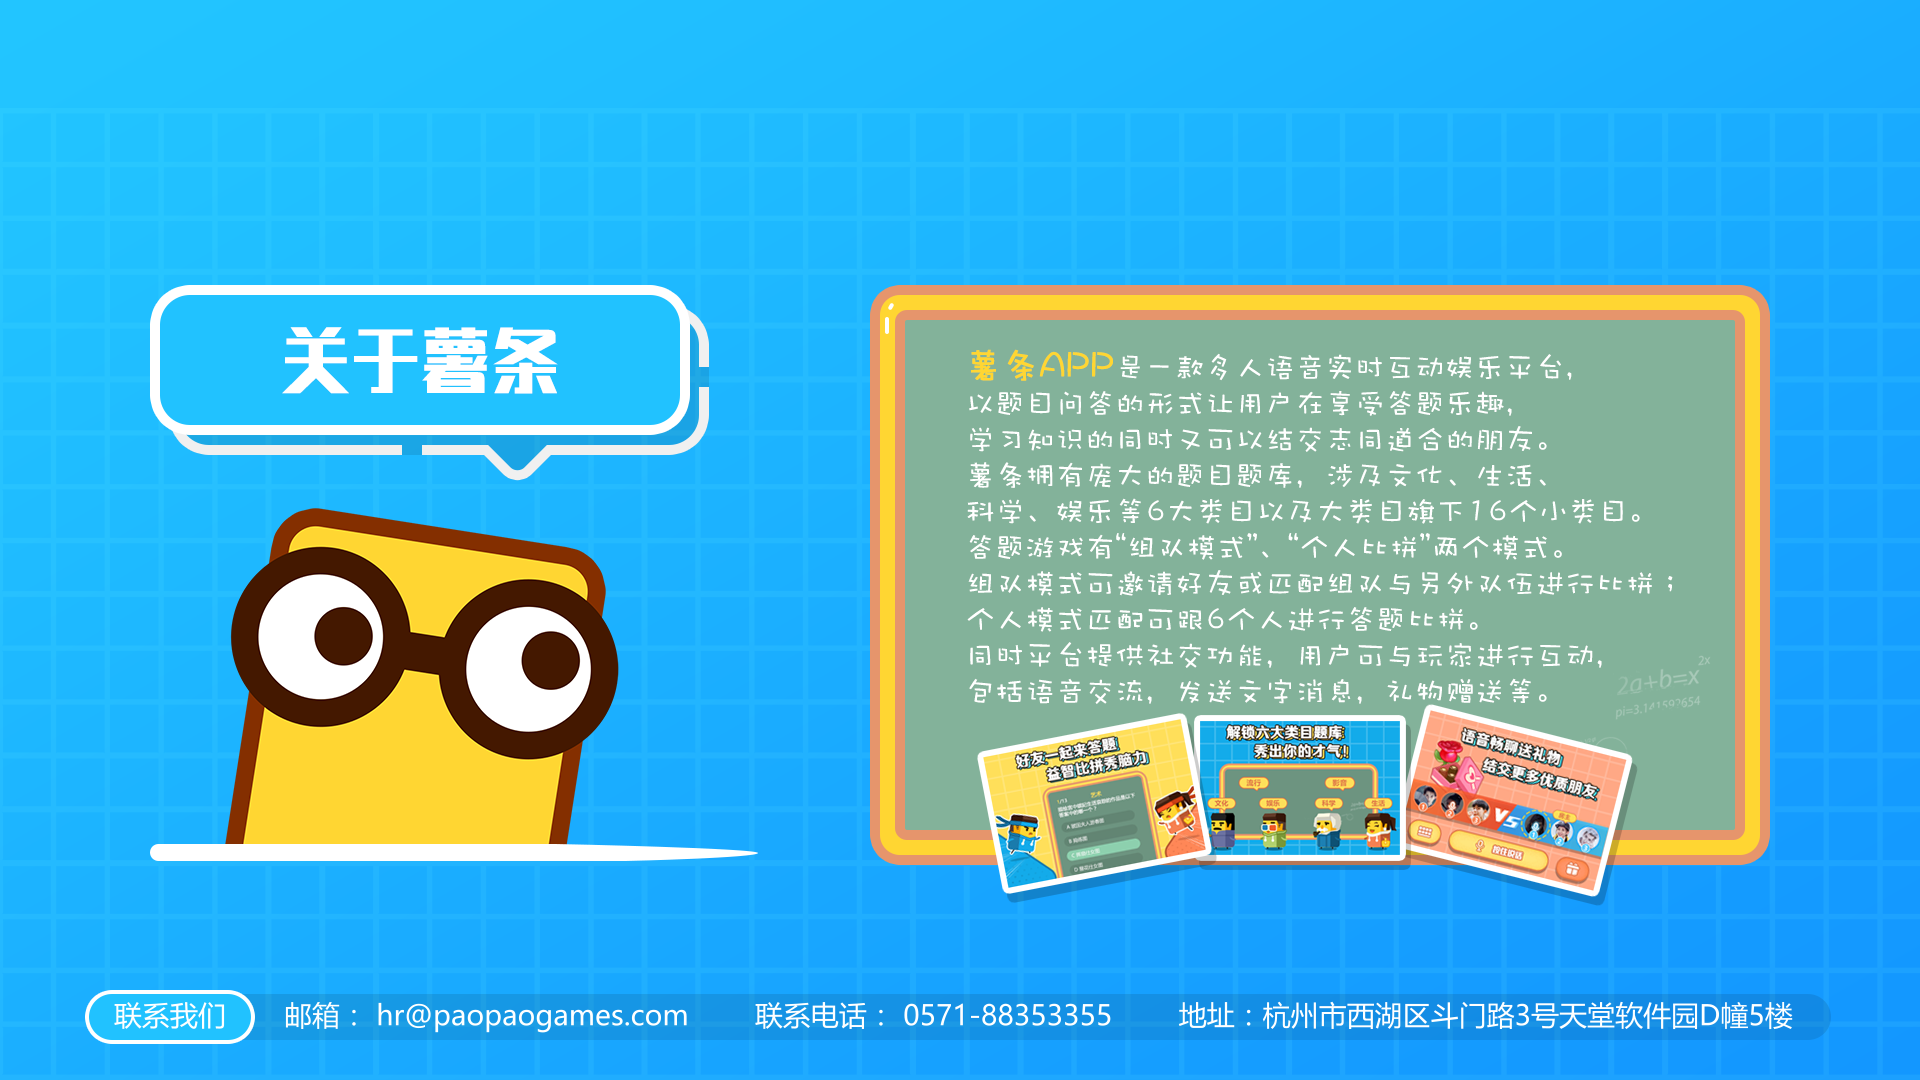 关于薯条
薯条APP是一款多人语音实时互动娱乐平台，
以题目问答的形式让用户在享受答题乐趣，
学习知识的同时又可以结交志同道合的朋友。
薯条拥有庞大的题目题库，涉及文化、生活、
科学、娱乐等6大类目以及大类目旗下16个小类目。
答题游戏有“组队模式”、“个人比拼”两个模式。
组队模式可邀请好友或匹配组队与另外队伍进行比拼；
个人模式匹配可跟6个人进行答题比拼。
同时平台提供社交功能，用户可与玩家进行互动，
包括语音交流，发送文字消息，礼物赠送等。
2a+b=x2x
pi=3.141592654
好友一起来答题
益智比拼秀脑力
艺术
解锁六大类目题库
秀出你的才气!!
流行 影音
文化 娱乐 科学 生活
语音畅聊送礼物
结交更多优质朋友
VS
按住说话
联系我们 邮箱： hr@paopaogames.com 联系电话： 0571-88353355 地址：杭州市西湖区斗门路3号天堂软件园D幢5楼